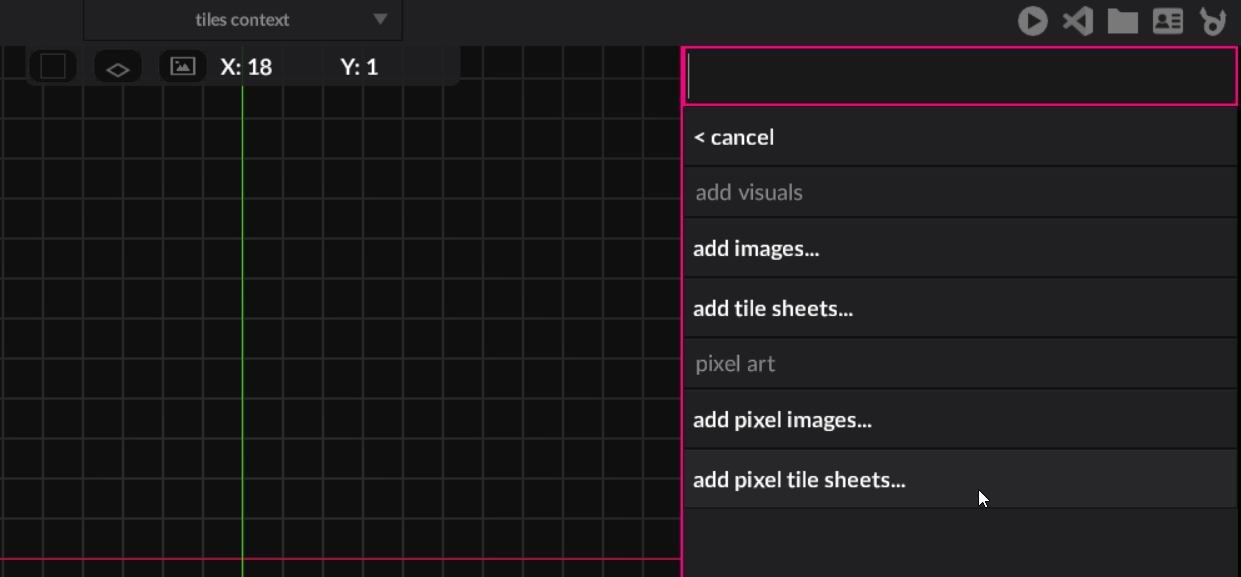 tiles context
X: 18 Y: 1
< cancel
add visuals
add images...
add tile sheets...
pixel art
add pixel images...
add pixel tile sheets...